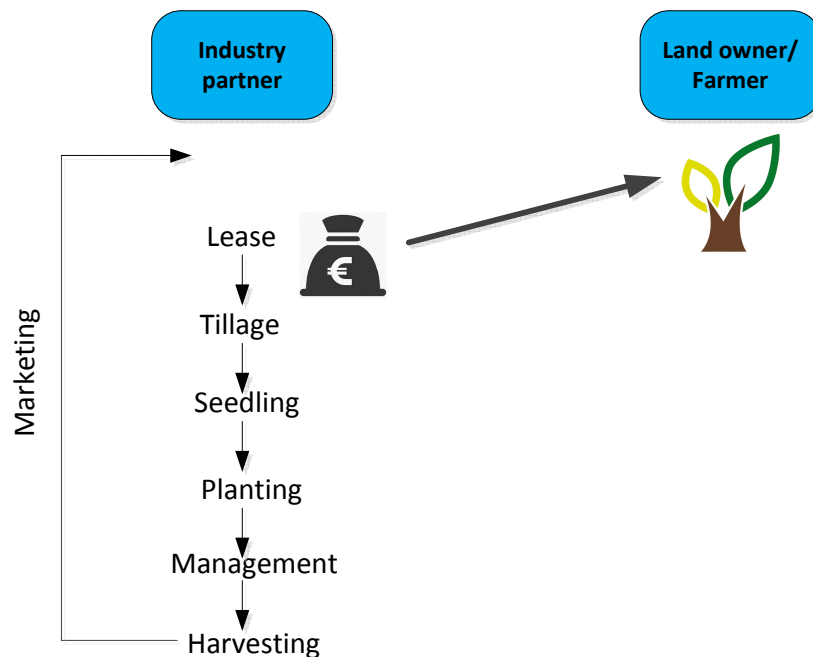 Industry
partner
Land owner/
Farmer
Lease
€
Tillage
Seedling
Planting
Management
Harvesting
Marketing